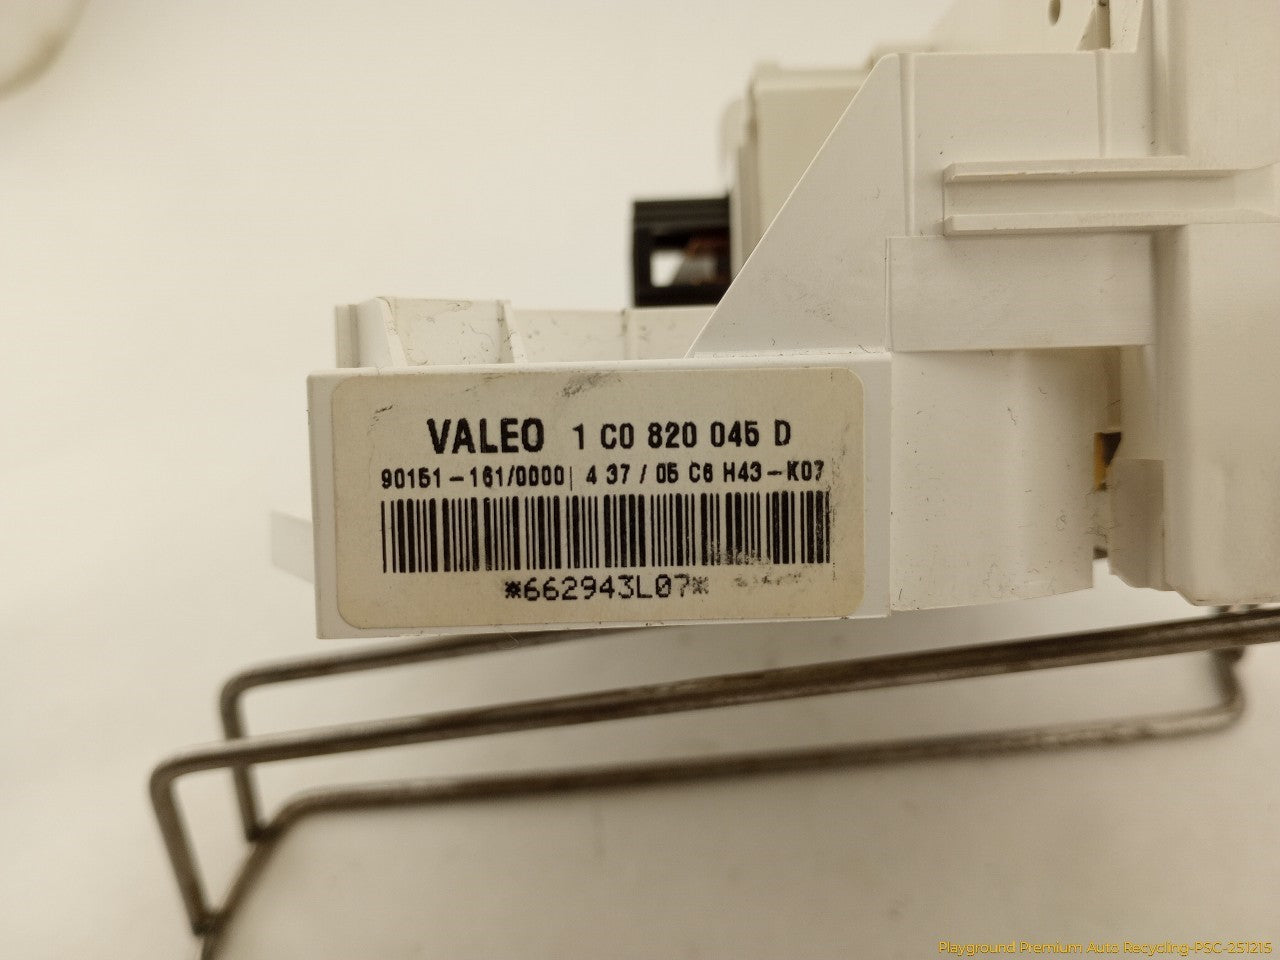 VALEO 1 C0 820 045 D
90151-161/0000| 4 37 / 05 C6 H43-K07
*662943L07*
Playground Premium Auto Recycling-PSC-251215